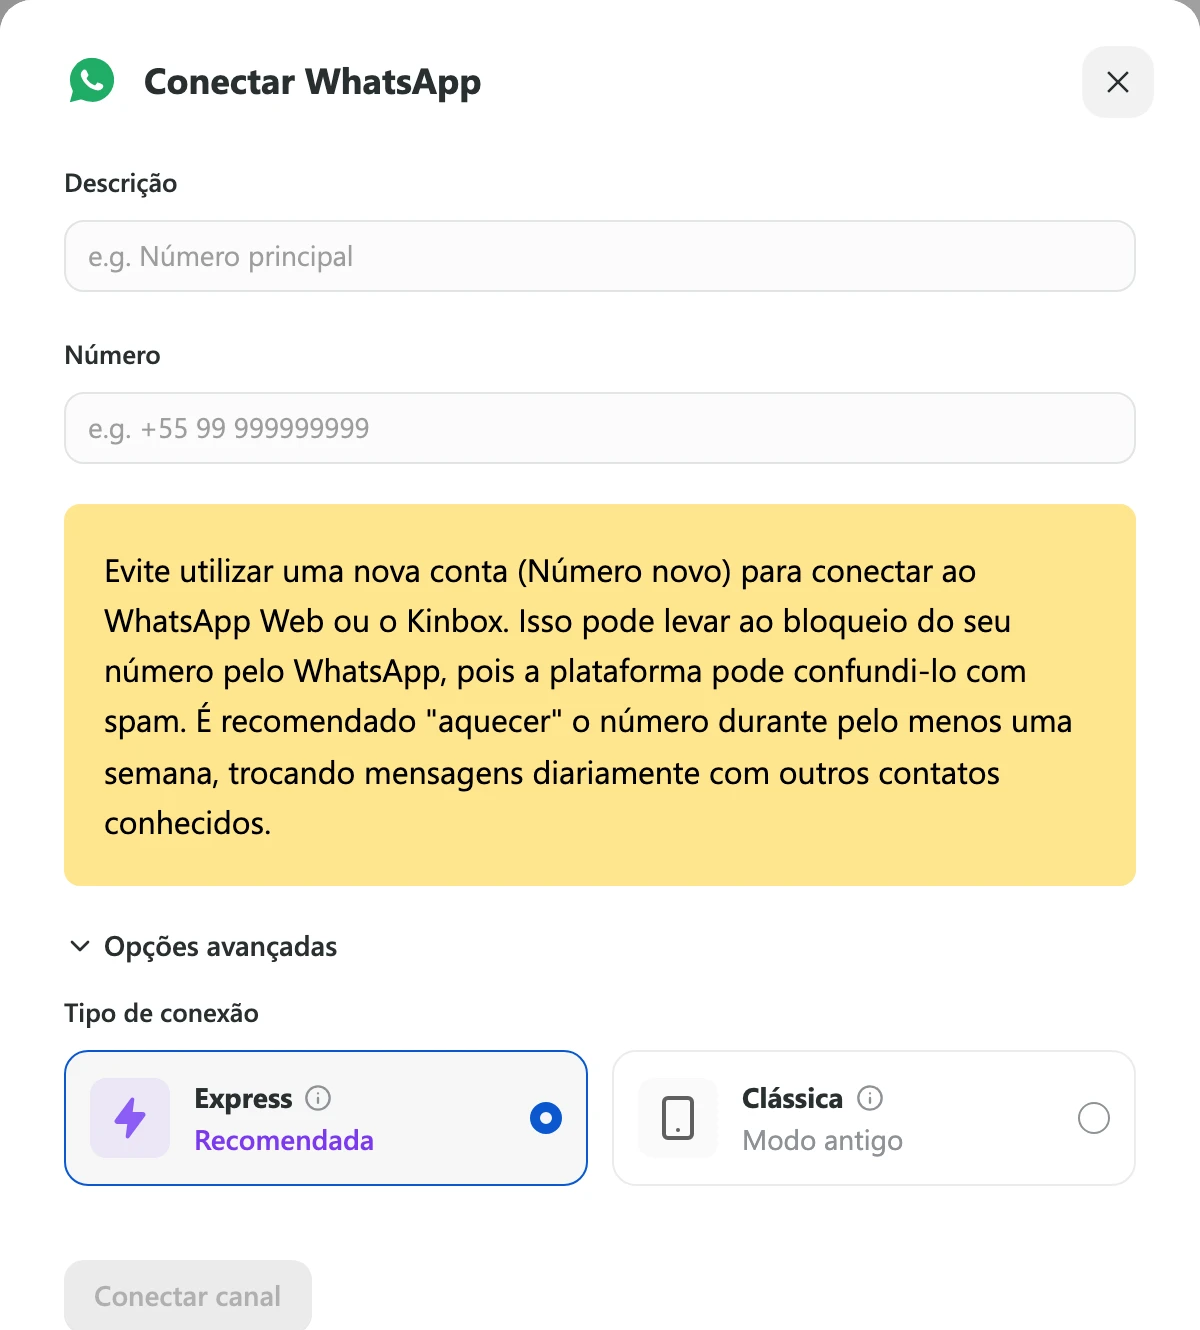 Conectar WhatsApp
Descrição
e.g. Número principal
Número
e.g. +55 99 999999999
Evite utilizar uma nova conta (Número novo) para conectar ao
WhatsApp Web ou o Kinbox. Isso pode levar ao bloqueio do seu
número pelo WhatsApp, pois a plataforma pode confundi-lo com
spam. É recomendado "aquecer" o número durante pelo menos uma
semana, trocando mensagens diariamente com outros contatos
conhecidos.
Opções avançadas
Tipo de conexão
Express
Recomendada
Clássica
Modo antigo
Conectar canal